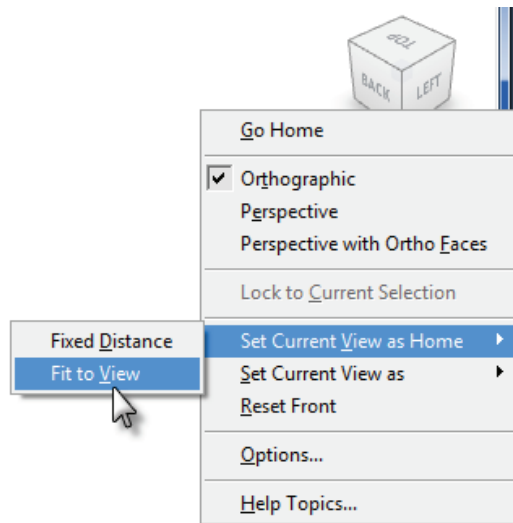 TOP
BACK
LEFT
Go Home
Orthographic
Perspective
Perspective with Ortho Faces
Lock to Current Selection
Set Current View as Home
Fixed Distance
Fit to View
Set Current View as
Reset Front
Options...
Help Topics...